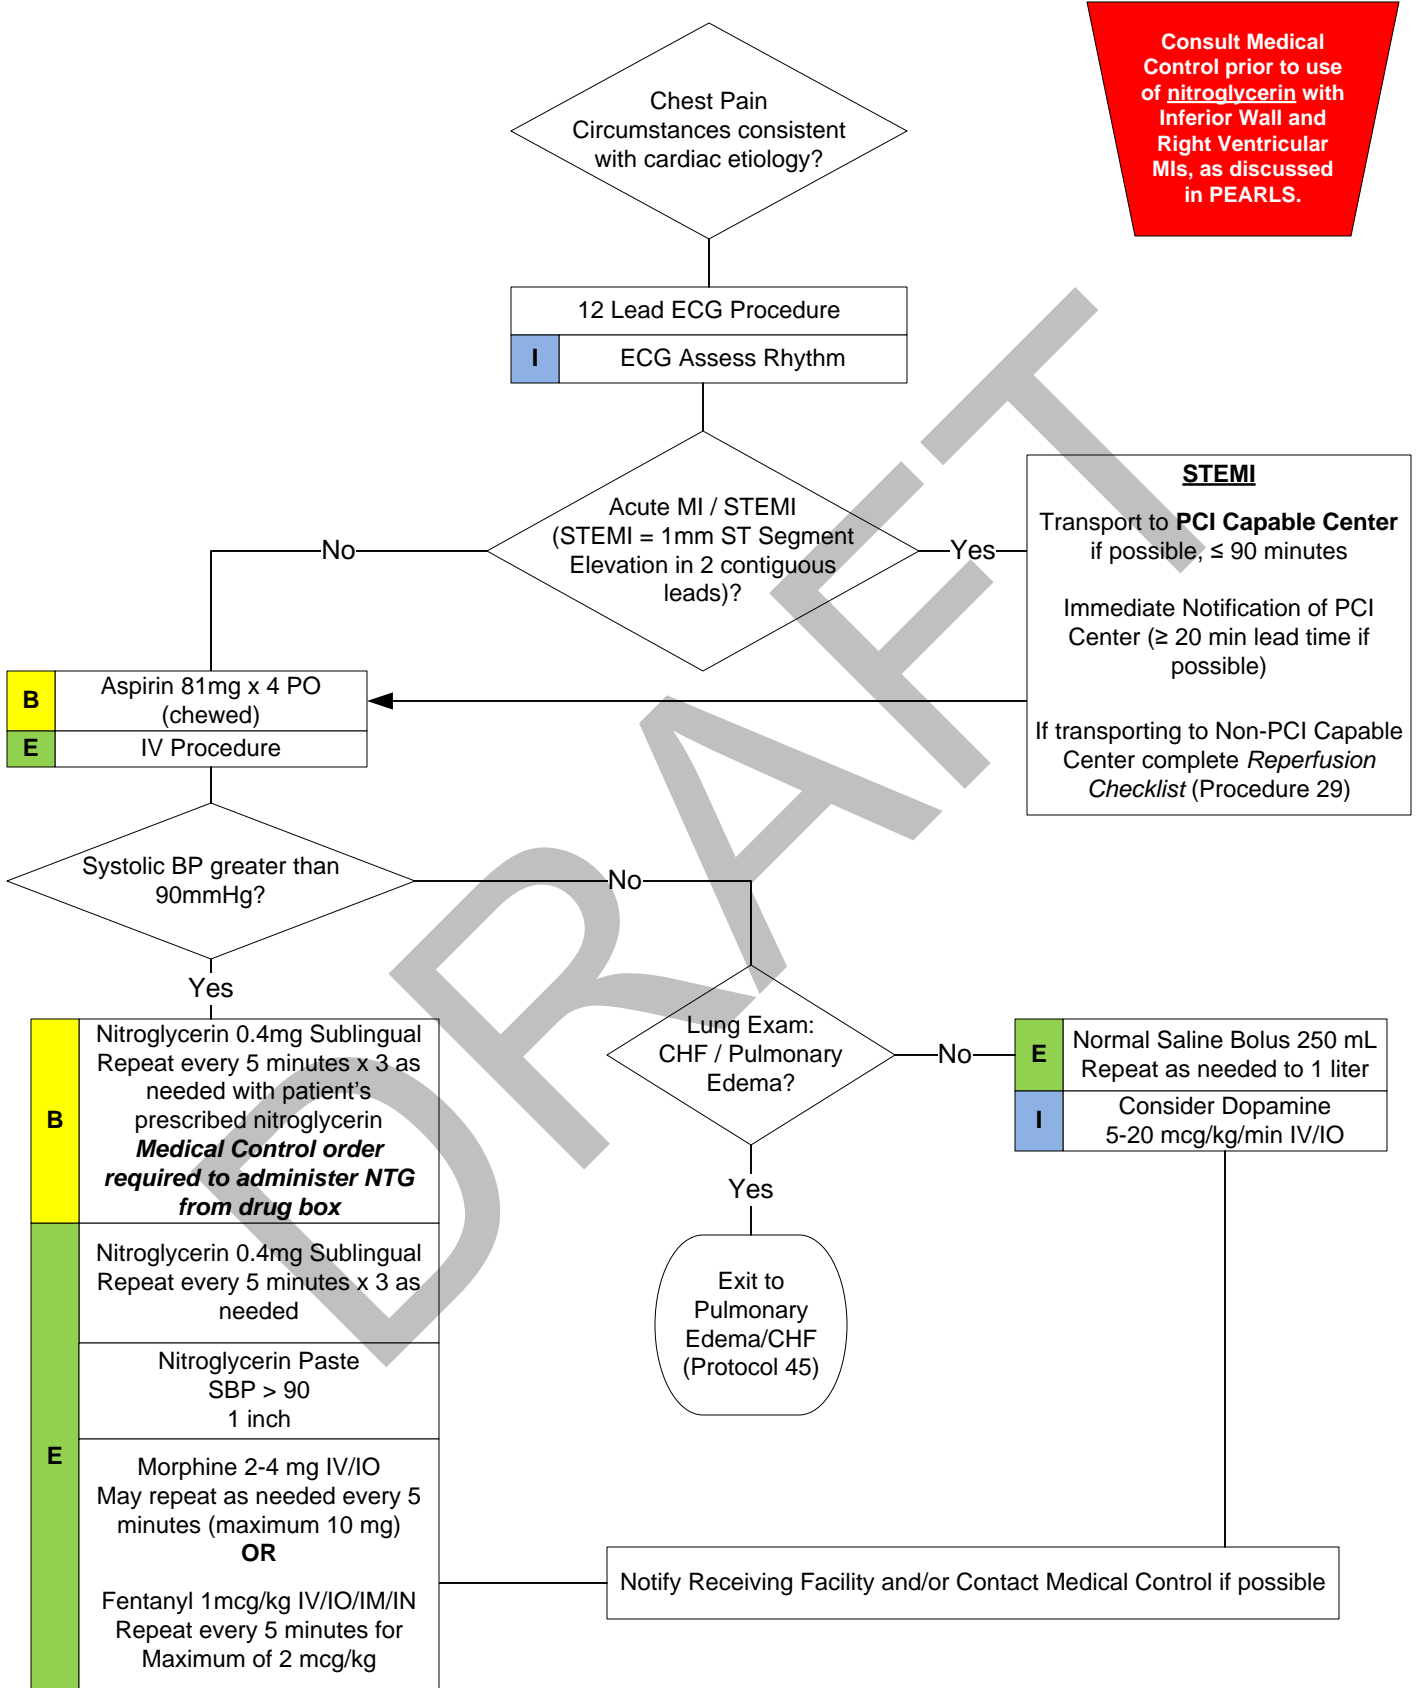 Consult Medical
Control prior to use
of nitroglycerin with
Inferior Wall and
Right Ventricular
MIs, as discussed
in PEARLS.
Chest Pain
Circumstances consistent
with cardiac etiology?
12 Lead ECG Procedure
I
ECG Assess Rhythm
Acute MI / STEMI
(STEMI = 1mm ST Segment
Elevation in 2 contiguous
leads)?
No
Yes
STEMI
Transport to PCI Capable Center
if possible, ≤ 90 minutes
Immediate Notification of PCI
Center (≥ 20 min lead time if
possible)
If transporting to Non-PCI Capable
Center complete Reperfusion
Checklist (Procedure 29)
B
Aspirin 81mg x 4 PO
(chewed)
E
IV Procedure
Systolic BP greater than
90mmHg?
No
Yes
Lung Exam:
CHF / Pulmonary
Edema?
No
E
Normal Saline Bolus 250 mL
Repeat as needed to 1 liter
I
Consider Dopamine
5-20 mcg/kg/min IV/IO
Yes
Exit to
Pulmonary
Edema/CHF
(Protocol 45)
B
Nitroglycerin 0.4mg Sublingual
Repeat every 5 minutes x 3 as
needed with patient's
prescribed nitroglycerin
Medical Control order
required to administer NTG
from drug box
E
Nitroglycerin 0.4mg Sublingual
Repeat every 5 minutes x 3 as
needed
Nitroglycerin Paste
SBP > 90
1 inch
Morphine 2-4 mg IV/IO
May repeat as needed every 5
minutes (maximum 10 mg)
OR
Fentanyl 1mcg/kg IV/IO/IM/IN
Repeat every 5 minutes for
Maximum of 2 mcg/kg
Notify Receiving Facility and/or Contact Medical Control if possible
DRAFT